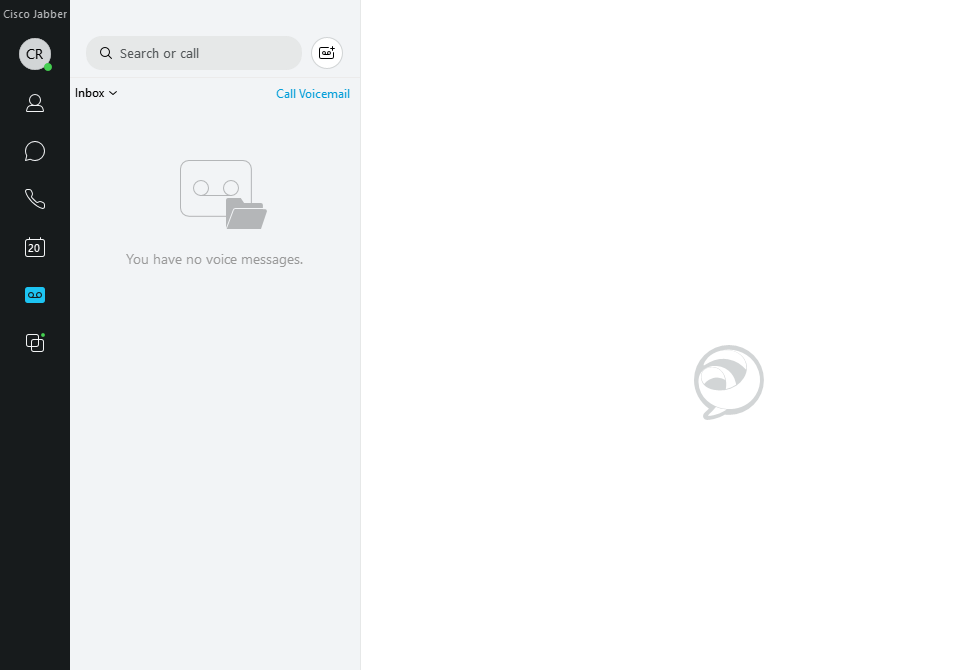 Cisco Jabber
CR
Search or call
Inbox
Call Voicemail
You have no voice messages.
20